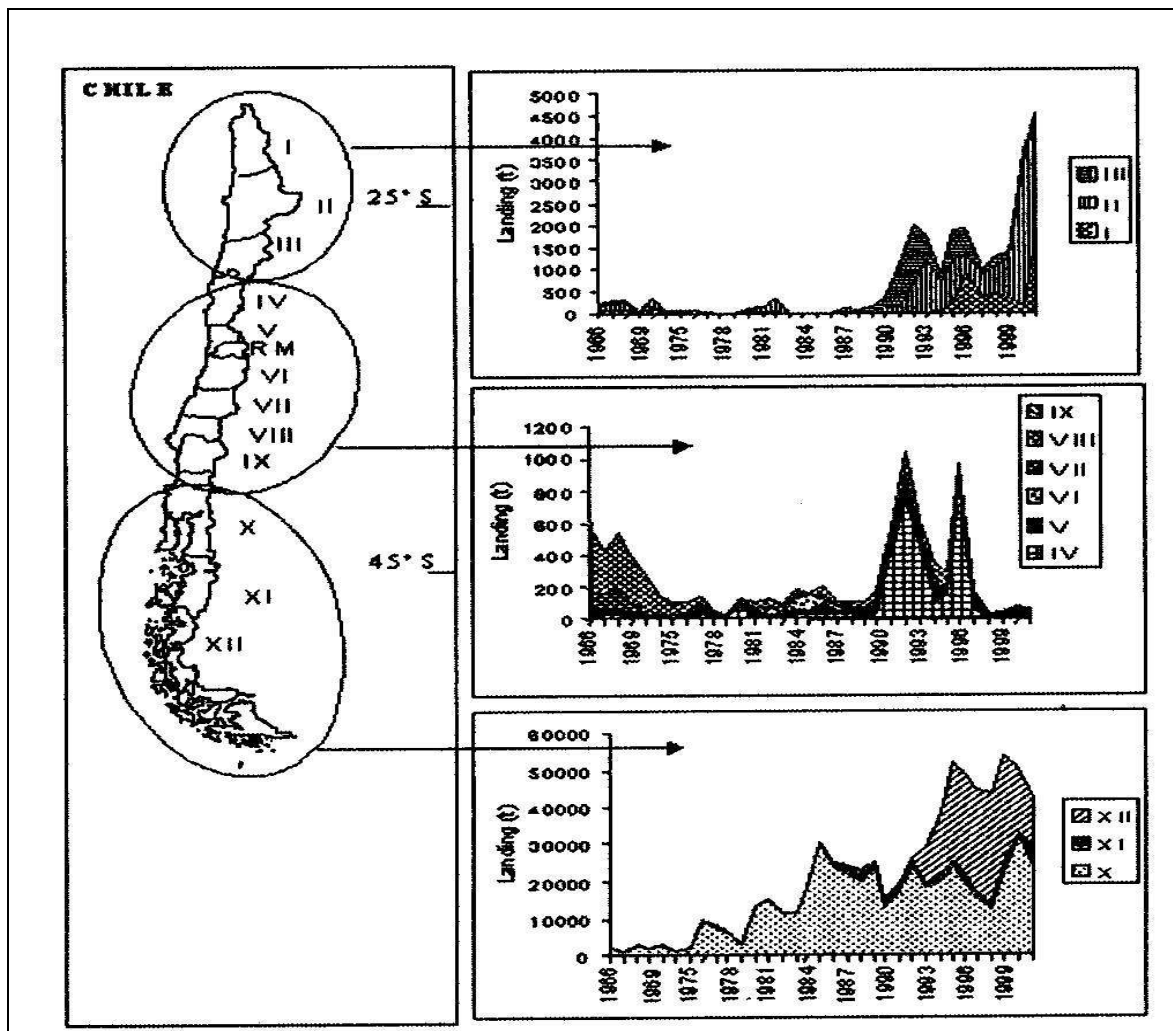 CHILE
I
25° S
II
III
IV
V
RM
VI
VII
VIII
IX
X
45° S
XI
XII
Landing (t)
5000
4500
4000
3500
3000
2500
2000
1500
1000
500
0
1966
1969
1975
1978
1981
1984
1987
1990
1993
1996
1999
III
II
I
Landing (t)
1200
1000
800
600
400
200
0
1966
1969
1975
1978
1981
1984
1987
1990
1993
1996
1999
IX
VIII
VII
VI
V
IV
Landing (t)
60000
50000
40000
30000
20000
10000
0
1966
1969
1975
1978
1981
1984
1987
1990
1993
1996
1999
XII
XI
X